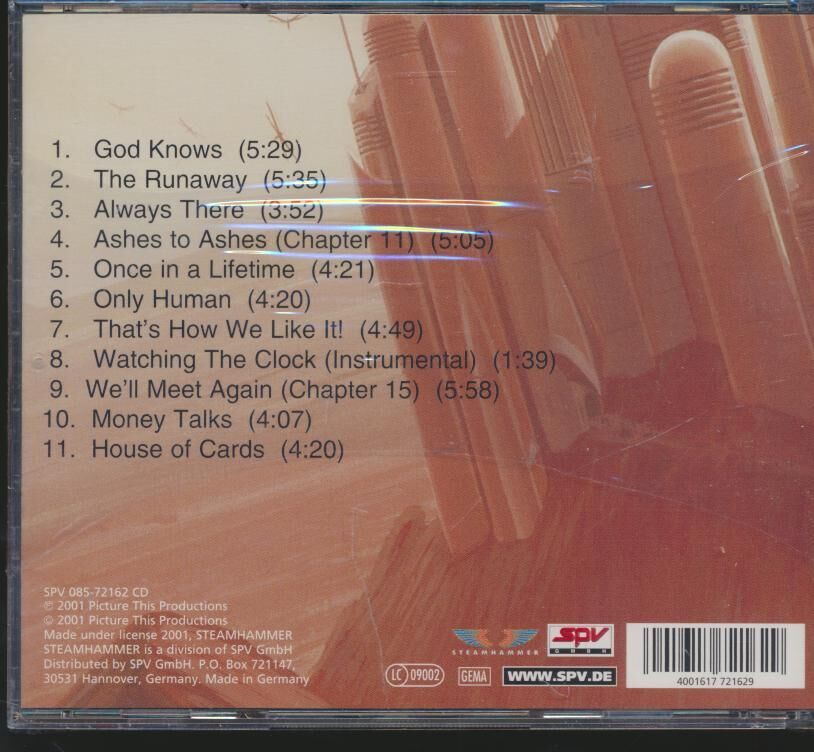 1. God Knows (5:29)
2. The Runaway (5:35)
3. Always There (3:52)
4. Ashes to Ashes (Chapter 11) (5:05)
5. Once in a Lifetime (4:21)
6. Only Human (4:20)
7. That's How We Like It! (4:49)
8. Watching The Clock (Instrumental) (1:39)
9. We'll Meet Again (Chapter 15) (5:58)
10. Money Talks (4:07)
11. House of Cards (4:20)
SPV 085-72162 CD
℗ 2001 Picture This Productions
© 2001 Picture This Productions
Made under license 2001, STEAMHAMMER
STEAMHAMMER is a division of SPV GmbH
Distributed by SPV GmbH. P.O. Box 721147,
30531 Hannover, Germany. Made in Germany
STEAMHAMMER
SPV
GMBH
LC 09002
GEMA
WWW.SPV.DE
4001617 721629